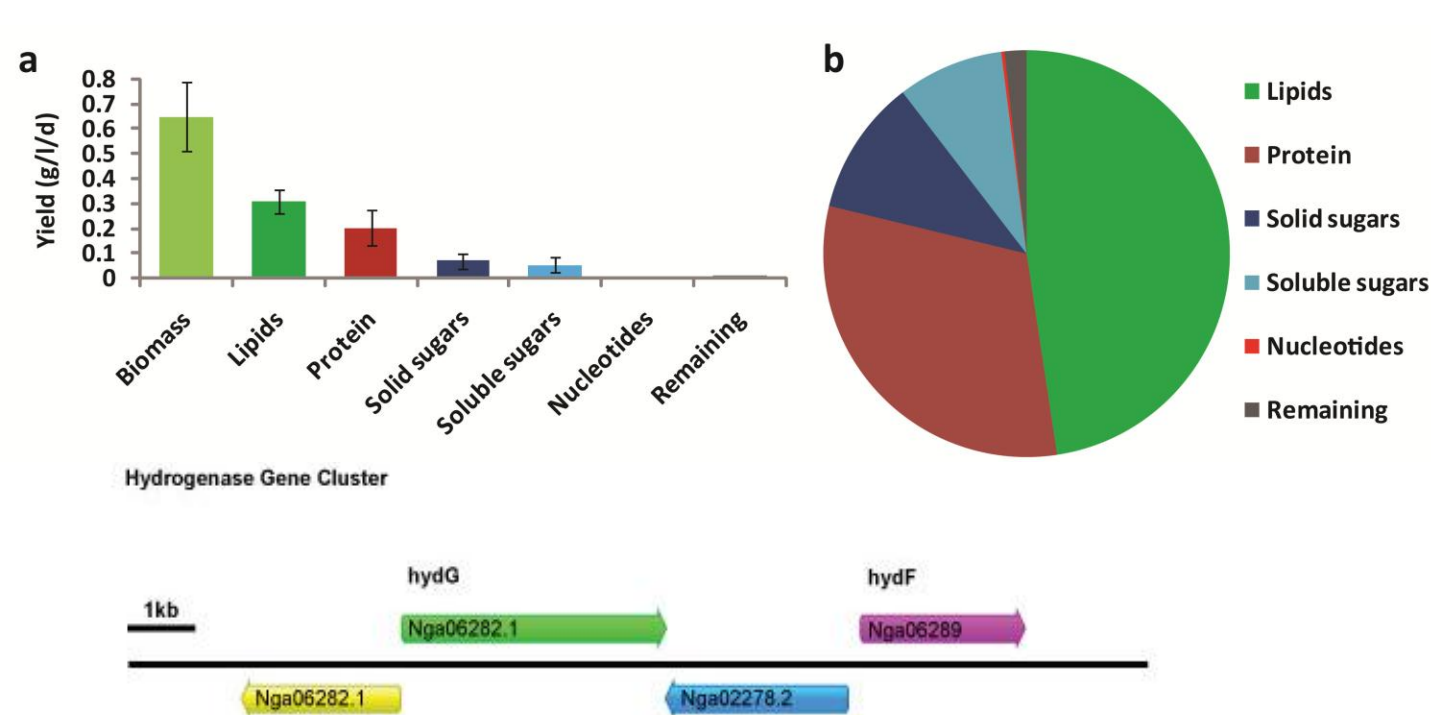 a
Yield (g/l/d)
0.8
0.7
0.6
0.5
0.4
0.3
0.2
0.1
0
Biomass
Lipids
Protein
Solid sugars
Soluble sugars
Nucleotides
Remaining
b
Lipids
Protein
Solid sugars
Soluble sugars
Nucleotides
Remaining
Hydrogenase Gene Cluster
hydG
hydF
1kb
Nga06282.1
Nga06289
Nga06282.1
Nga02278.2